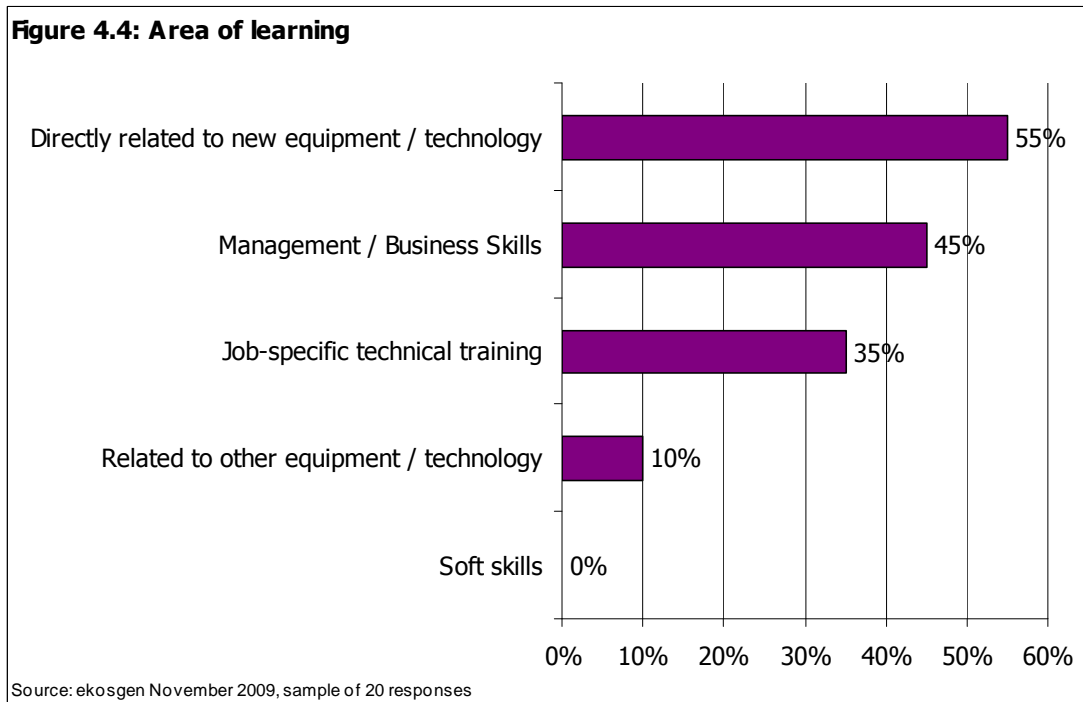 Figure 4.4: Area of learning
Directly related to new equipment / technology 55%
Management / Business Skills 45%
Job-specific technical training 35%
Related to other equipment / technology 10%
Soft skills 0%
0% 10% 20% 30% 40% 50% 60%
Source: ekosgen November 2009, sample of 20 responses